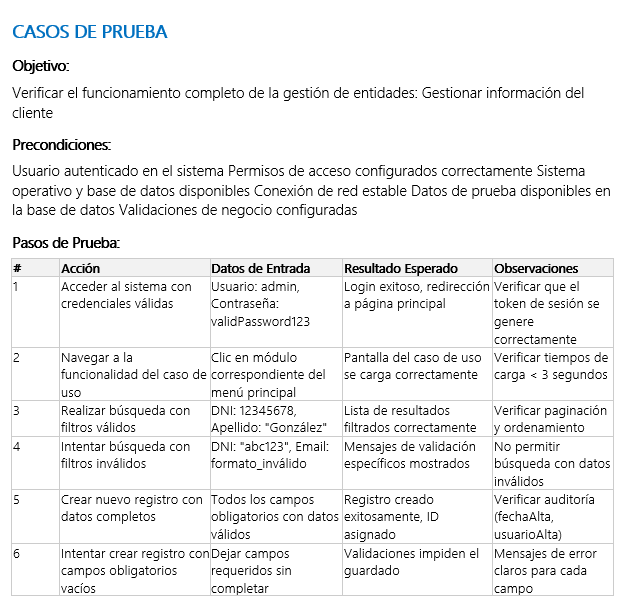 CASOS DE PRUEBA
Objetivo:
Verificar el funcionamiento completo de la gestión de entidades: Gestionar información del
cliente
Precondiciones:
Usuario autenticado en el sistema Permisos de acceso configurados correctamente Sistema
operativo y base de datos disponibles Conexión de red estable Datos de prueba disponibles en
la base de datos Validaciones de negocio configuradas
Pasos de Prueba:
# Acción Datos de Entrada Resultado Esperado Observaciones
1 Acceder al sistema con Usuario: admin, Login exitoso, redirección Verificar que el
credenciales válidas Contraseña: a página principal token de sesión se
validPassword123 genere
correctamente
2 Navegar a la Clic en módulo Pantalla del caso de uso Verificar tiempos de
funcionalidad del caso de correspondiente del se carga correctamente carga < 3 segundos
uso menú principal
3 Realizar búsqueda con DNI: 12345678, Lista de resultados Verificar paginación
filtros válidos Apellido: "González" filtrados correctamente y ordenamiento
4 Intentar búsqueda con DNI: "abc123", Email: Mensajes de validación No permitir
filtros inválidos formato_inválido específicos mostrados búsqueda con datos
inválidos
5 Crear nuevo registro con Todos los campos Registro creado Verificar auditoría
datos completos obligatorios con datos exitosamente, ID (fechaAlta,
válidos asignado usuarioAlta)
6 Intentar crear registro con Dejar campos Validaciones impiden el Mensajes de error
campos obligatorios requeridos sin guardado claros para cada
vacíos completar campo